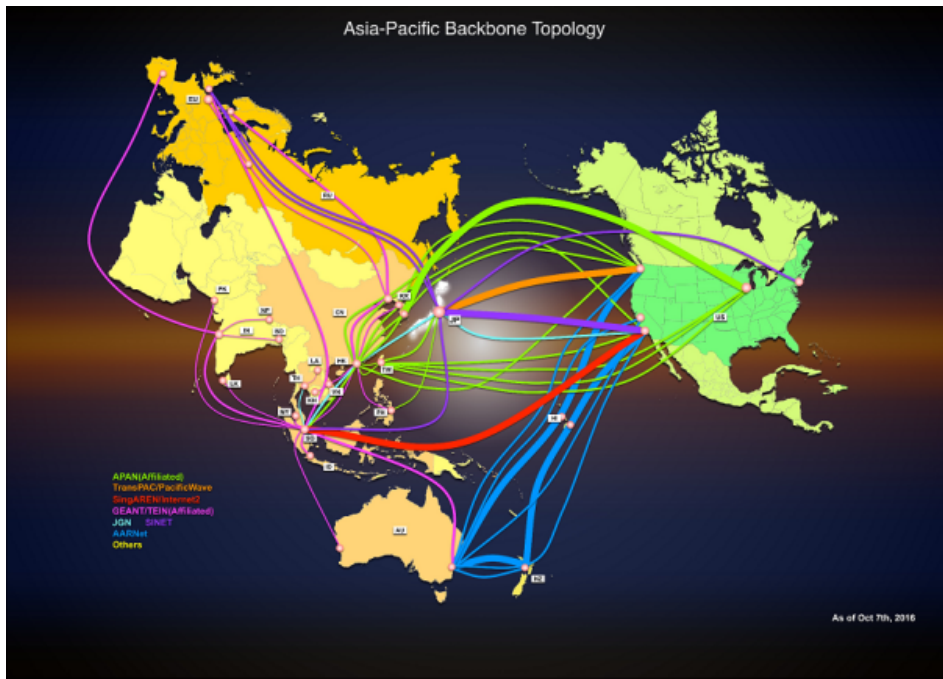 Asia-Pacific Backbone Topology
EU
RU
PK
NP
IN
BD
LK
CN
KR
JP
LA
HK
TW
TH
VN
KH
PH
MY
SG
ID
US
HI
AU
NZ
APAN(Affiliated)
TransPAC/PacificWave
SingAREN/Internet2
GEANT/TEIN(Affiliated)
JGN SINET
AARNet
Others
As of Oct 7th, 2016